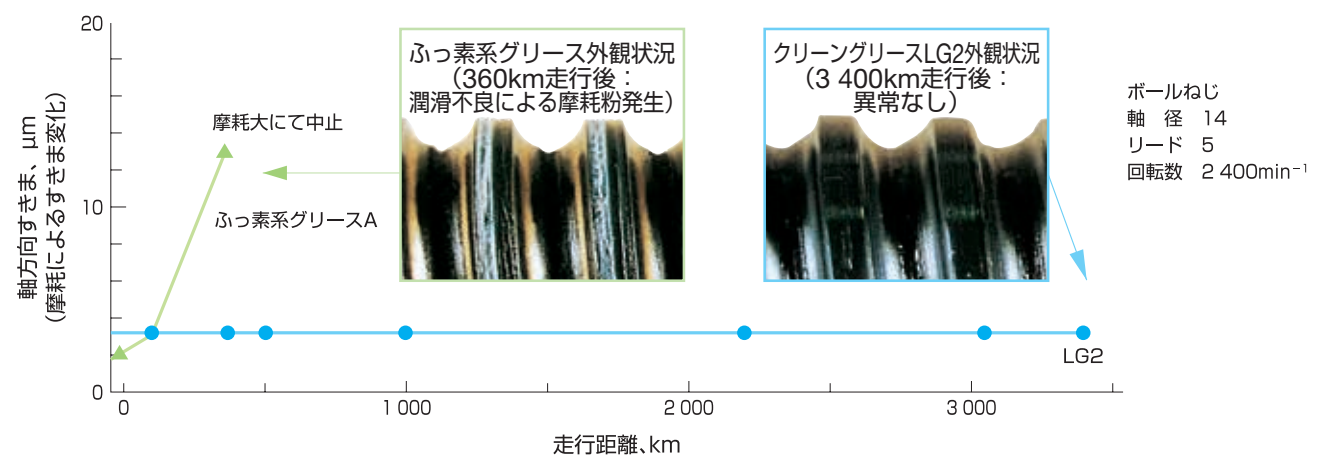 20
10
0
軸方向すきま、μm
(摩耗によるすきま変化)
摩耗大にて中止
ふっ素系グリースA
ふっ素系グリース外観状況
(360km走行後：
潤滑不良による摩耗粉発生)
クリーングリースLG2外観状況
(3 400km走行後：
異常なし)
ボールねじ
軸　径　14
リード　5
回転数　2 400min⁻¹
LG2
0 1 000 2 000 3 000
走行距離、km